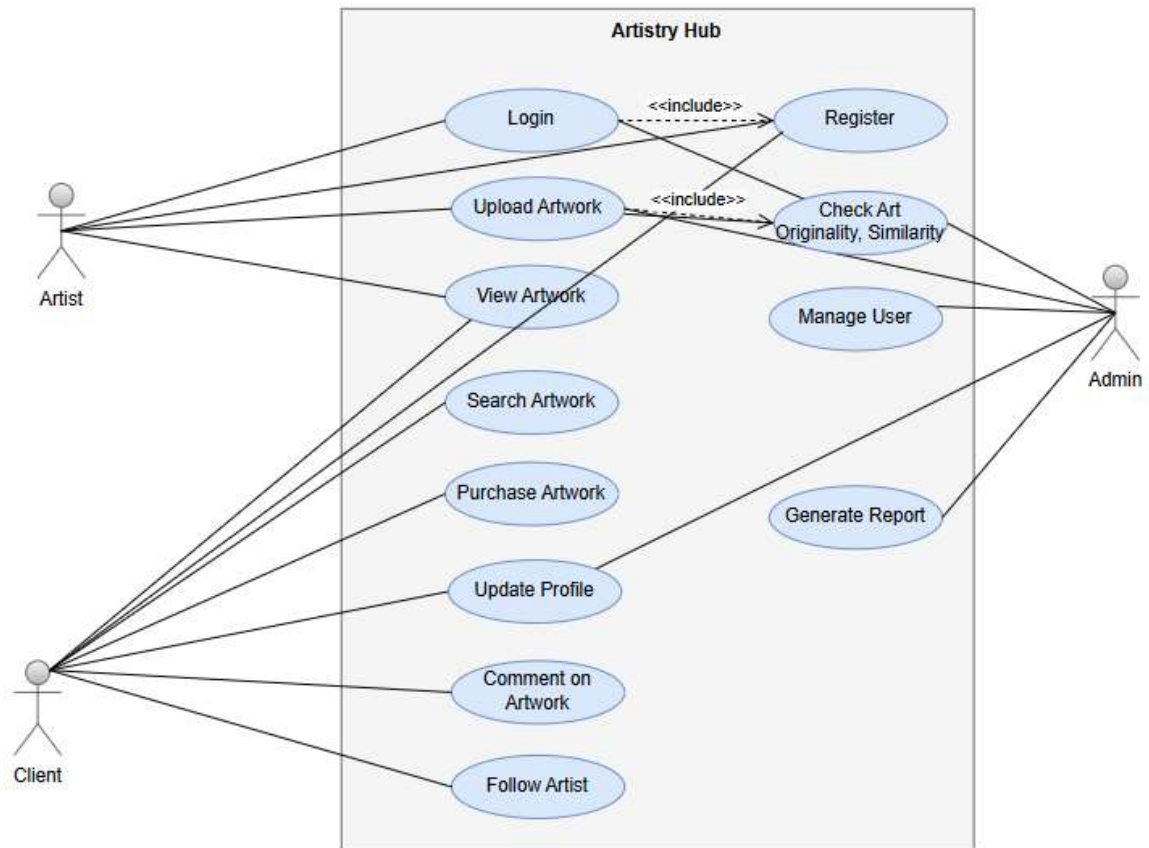 Artistry Hub
Login
<<include>>
Register
Upload Artwork
<<include>>
Check Art
Originality, Similarity
Artist
View Artwork
Manage User
Admin
Search Artwork
Purchase Artwork
Generate Report
Update Profile
Comment on
Artwork
Client
Follow Artist